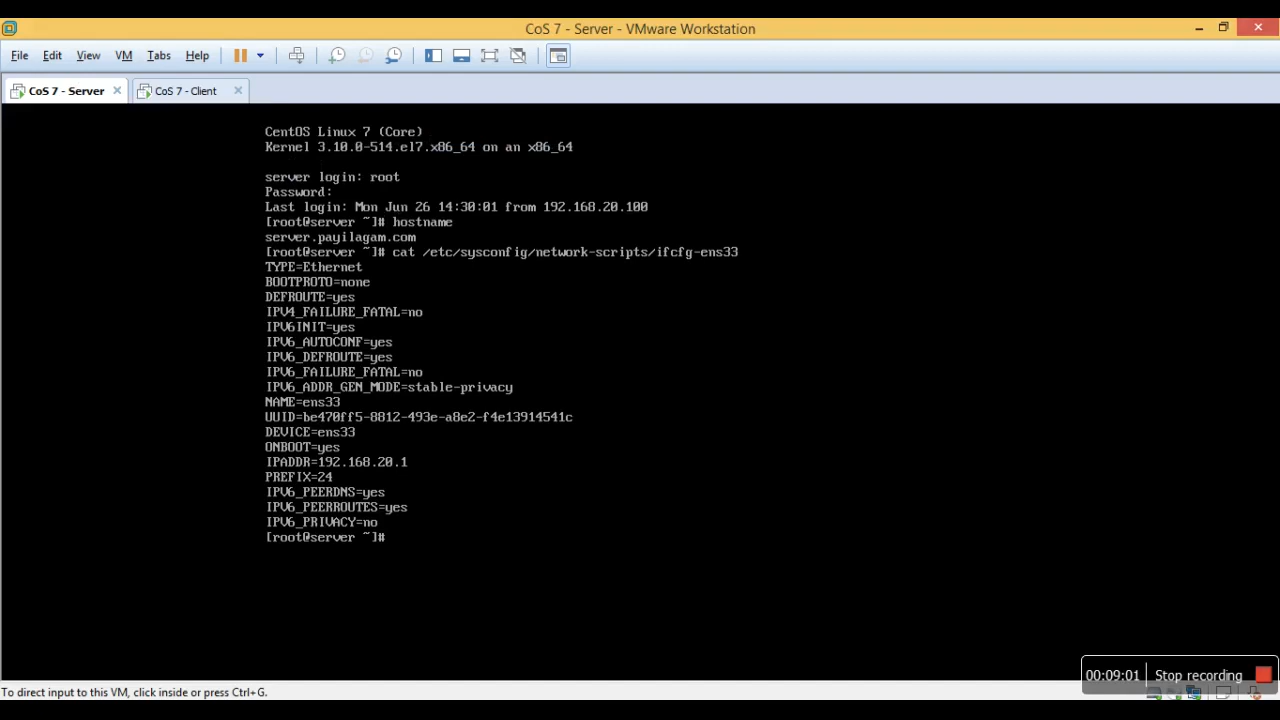 CoS 7 - Server - VMware Workstation
File Edit View VM Tabs Help
CoS 7 - Server
CoS 7 - Client
CentOS Linux 7 (Core)
Kernel 3.10.0-514.el7.x86_64 on an x86_64
server login: root
Password:
Last login: Mon Jun 26 14:30:01 from 192.168.20.100
[root@server ~]# hostname
server.payilagam.com
[root@server ~]# cat /etc/sysconfig/network-scripts/ifcfg-ens33
TYPE=Ethernet
BOOTPROTO=none
DEFROUTE=yes
IPV4_FAILURE_FATAL=no
IPV6INIT=yes
IPV6_AUTOCONF=yes
IPV6_DEFROUTE=yes
IPV6_FAILURE_FATAL=no
IPV6_ADDR_GEN_MODE=stable-privacy
NAME=ens33
UUID=be470ff5-8812-493e-a8e2-f4e13914541c
DEVICE=ens33
ONBOOT=yes
IPADDR=192.168.20.1
PREFIX=24
IPV6_PEERDNS=yes
IPV6_PEERROUTES=yes
IPV6_PRIVACY=no
[root@server ~]#
00:09:01 Stop recording
To direct input to this VM, click inside or press Ctrl+G.